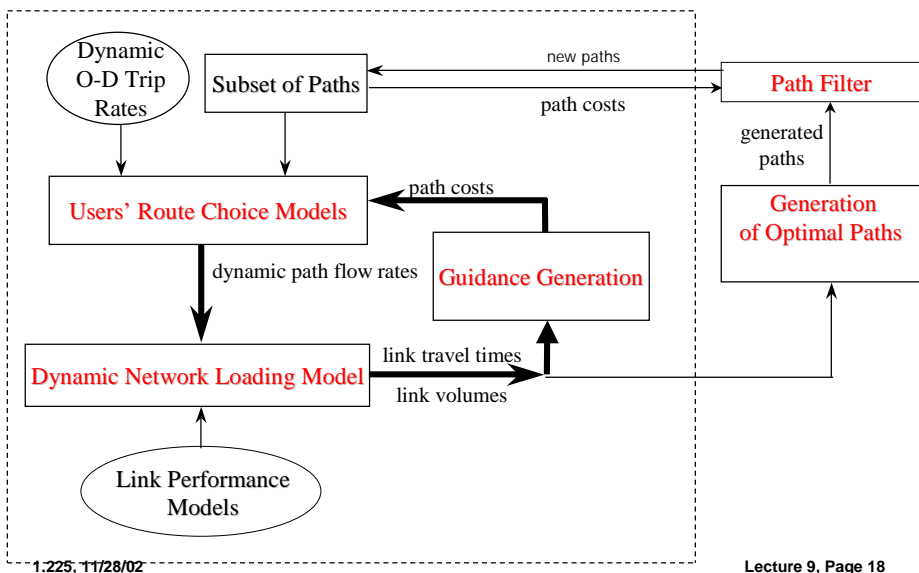 Dynamic
O-D Trip
Rates
Subset of Paths
new paths
path costs
Path Filter
generated
paths
path costs
Users' Route Choice Models
Generation
of Optimal Paths
dynamic path flow rates
Guidance Generation
link travel times
Dynamic Network Loading Model
link volumes
Link Performance
Models
1.225, 11/28/02
Lecture 9, Page 18